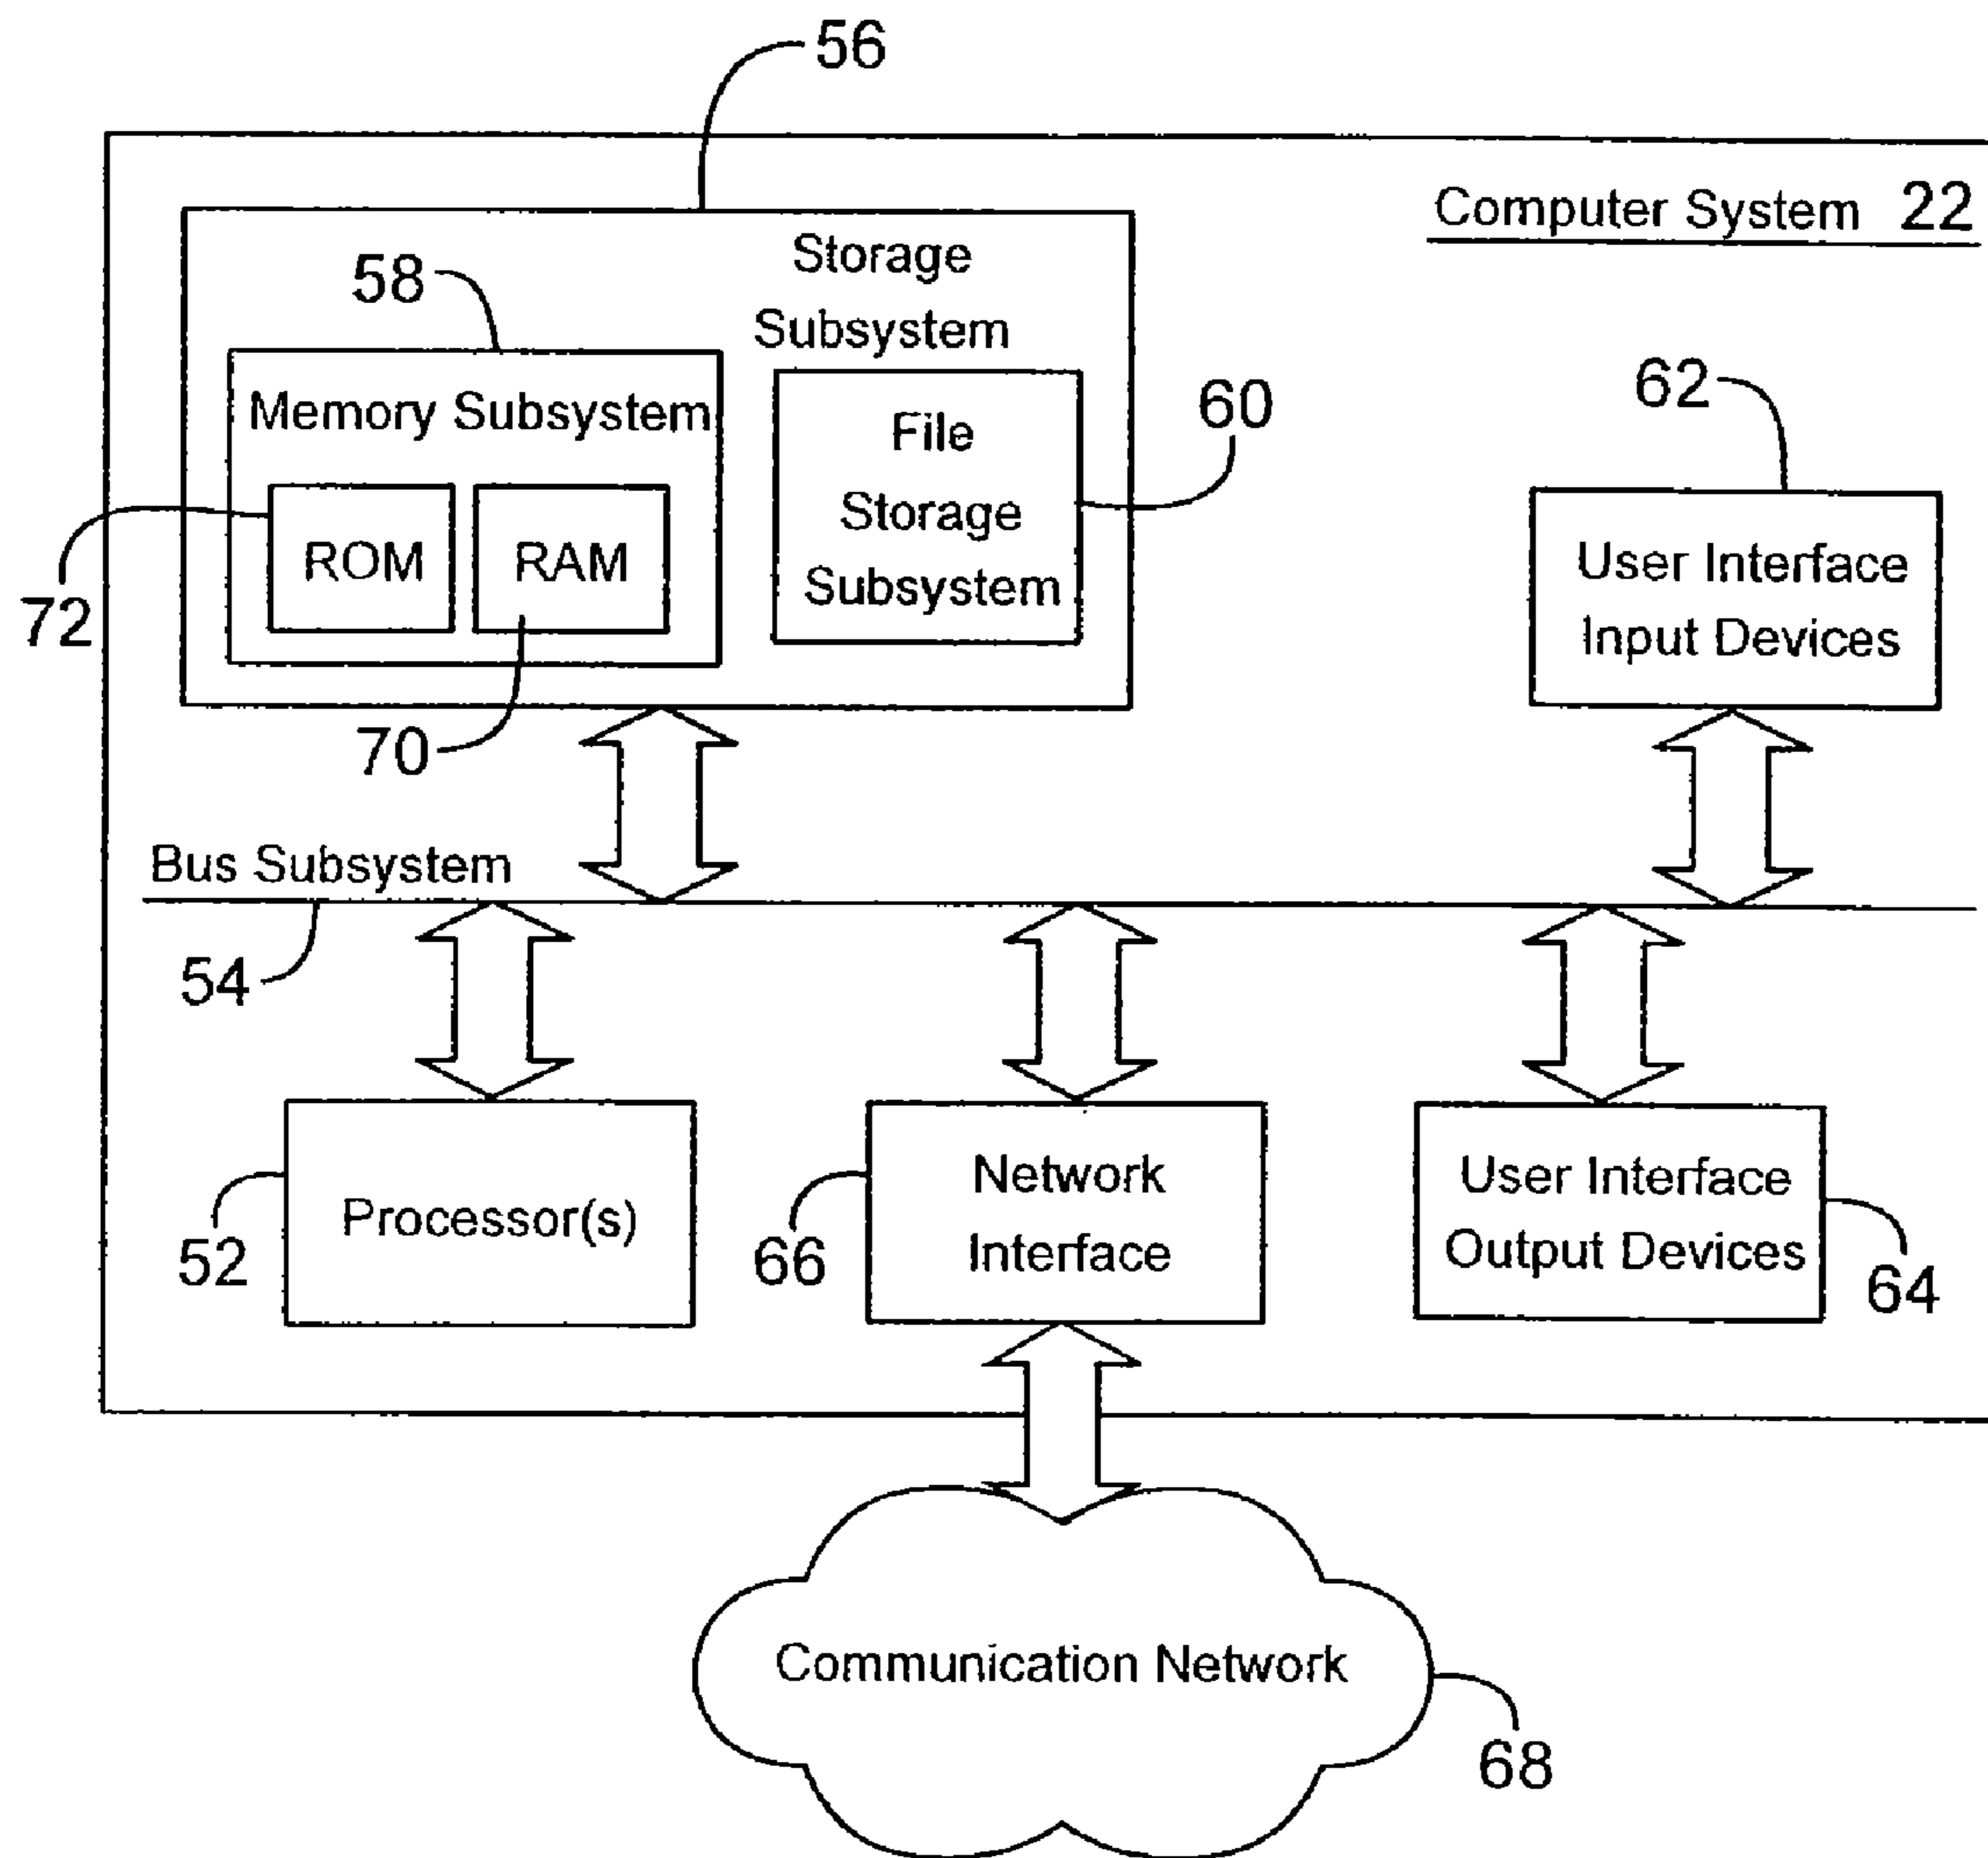 56
Computer System 22
Storage
Subsystem
58
Memory Subsystem
File
Storage
Subsystem
60
62
ROM
RAM
72
70
User Interface
Input Devices
Bus Subsystem
54
Processor(s)
52
Network
Interface
66
User Interface
Output Devices
64
Communication Network
68